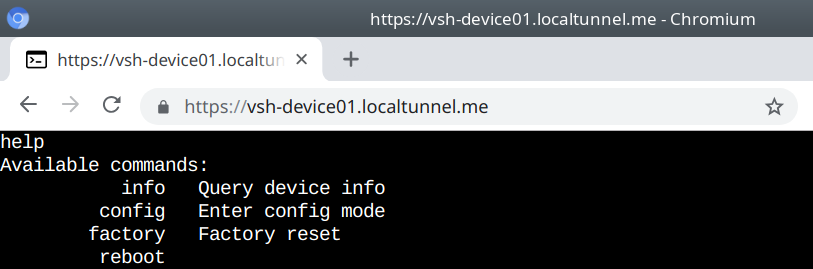 https://vsh-device01.localtunnel.me - Chromium
https://vsh-device01.localtun
https://vsh-device01.localtunnel.me
help
Available commands:
info Query device info
config Enter config mode
factory Factory reset
reboot